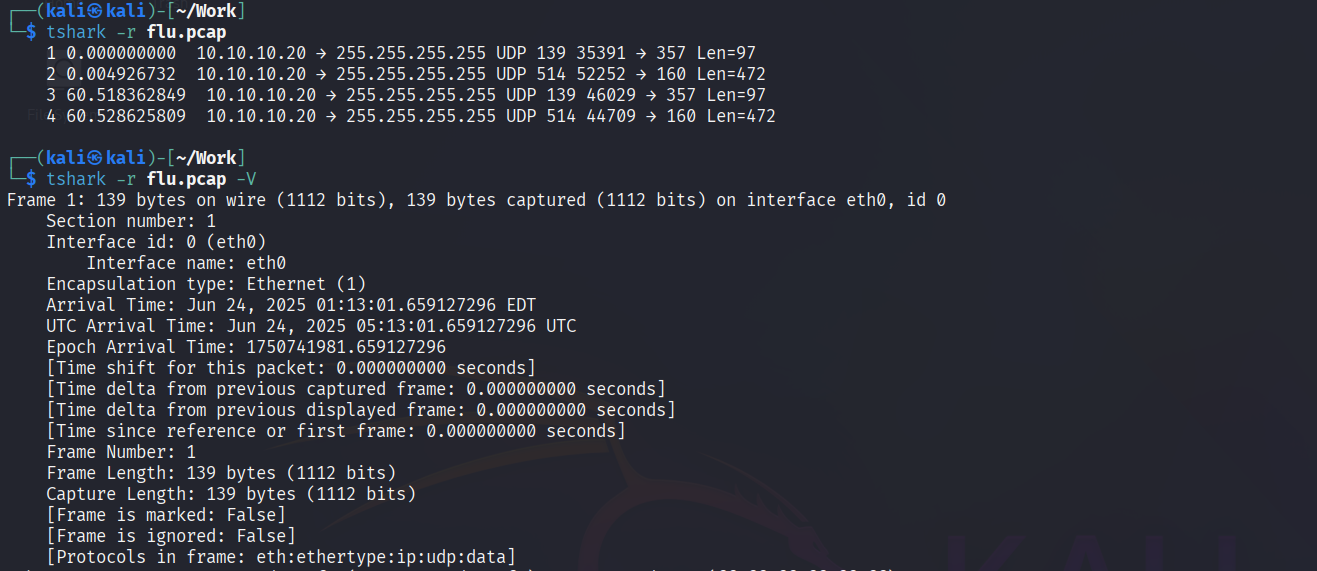 ┌──(kali㉿kali)-[~/Work]
└─$ tshark -r flu.pcap
1 0.000000000 10.10.10.20 → 255.255.255.255 UDP 139 35391 → 357 Len=97
2 0.004926732 10.10.10.20 → 255.255.255.255 UDP 514 52252 → 160 Len=472
3 60.518362849 10.10.10.20 → 255.255.255.255 UDP 139 46029 → 357 Len=97
4 60.528625809 10.10.10.20 → 255.255.255.255 UDP 514 44709 → 160 Len=472
┌──(kali㉿kali)-[~/Work]
└─$ tshark -r flu.pcap -V
Frame 1: 139 bytes on wire (1112 bits), 139 bytes captured (1112 bits) on interface eth0, id 0
Section number: 1
Interface id: 0 (eth0)
Interface name: eth0
Encapsulation type: Ethernet (1)
Arrival Time: Jun 24, 2025 01:13:01.659127296 EDT
UTC Arrival Time: Jun 24, 2025 05:13:01.659127296 UTC
Epoch Arrival Time: 1750741981.659127296
[Time shift for this packet: 0.000000000 seconds]
[Time delta from previous captured frame: 0.000000000 seconds]
[Time delta from previous displayed frame: 0.000000000 seconds]
[Time since reference or first frame: 0.000000000 seconds]
Frame Number: 1
Frame Length: 139 bytes (1112 bits)
Capture Length: 139 bytes (1112 bits)
[Frame is marked: False]
[Frame is ignored: False]
[Protocols in frame: eth:ethertype:ip:udp:data]